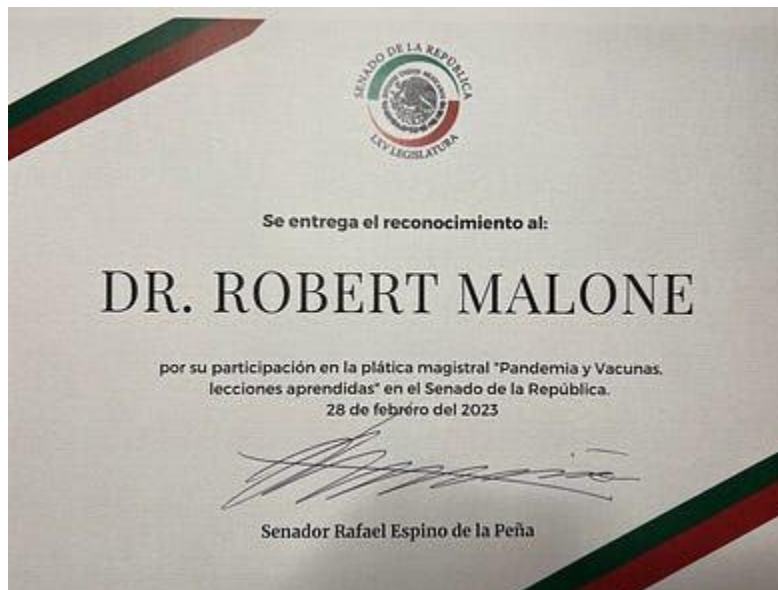 SENADO DE LA REPÚBLICA
LXV LEGISLATURA
Se entrega el reconocimiento al:
DR. ROBERT MALONE
por su participación en la plática magistral "Pandemia y Vacunas,
lecciones aprendidas" en el Senado de la República.
28 de febrero del 2023
Senador Rafael Espino de la Peña